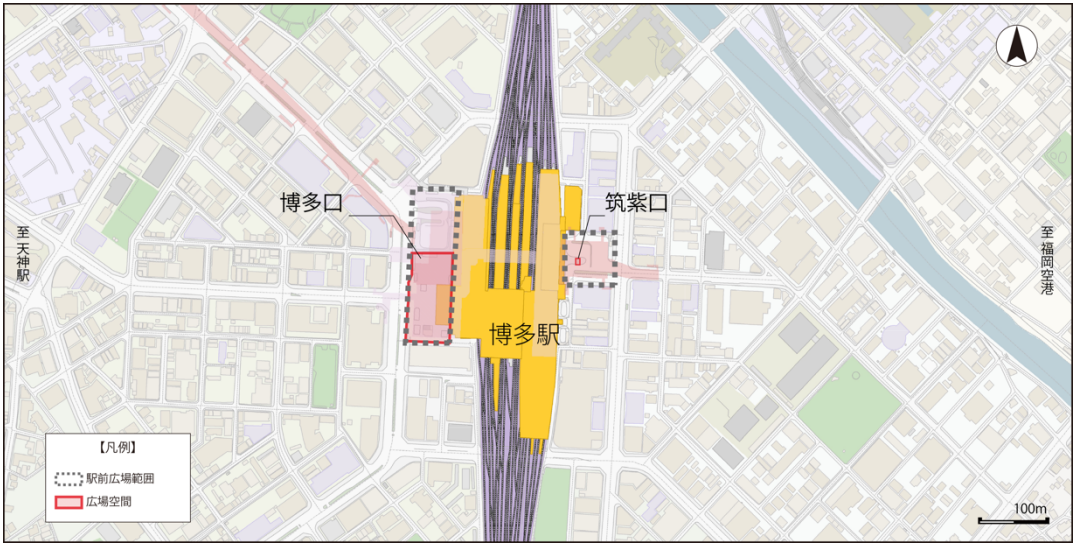 博多口
筑紫口
至 天神駅
至 福岡空港
博多駅
【凡例】
駅前広場範囲
広場空間
100m